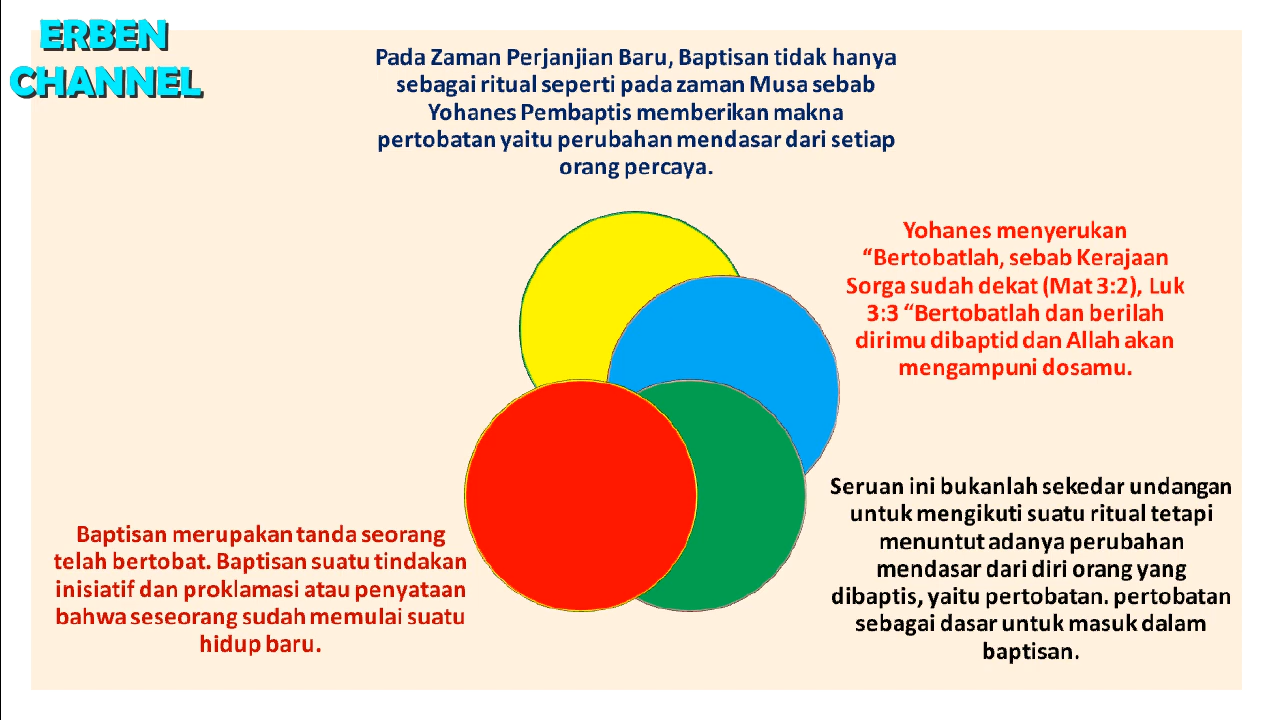 ERBEN
CHANNEL
Pada Zaman Perjanjian Baru, Baptisan tidak hanya
sebagai ritual seperti pada zaman Musa sebab
Yohanes Pembaptis memberikan makna
pertobatan yaitu perubahan mendasar dari setiap
orang percaya.
Yohanes menyerukan
“Bertobatlah, sebab Kerajaan
Sorga sudah dekat (Mat 3:2), Luk
3:3 “Bertobatlah dan berilah
dirimu dibaptid dan Allah akan
mengampuni dosamu.
Seruan ini bukanlah sekedar undangan
untuk mengikuti suatu ritual tetapi
menuntut adanya perubahan
mendasar dari diri orang yang
dibaptis, yaitu pertobatan. pertobatan
sebagai dasar untuk masuk dalam
baptisan.
Baptisan merupakan tanda seorang
telah bertobat. Baptisan suatu tindakan
inisiatif dan proklamasi atau penyataan
bahwa seseorang sudah memulai suatu
hidup baru.